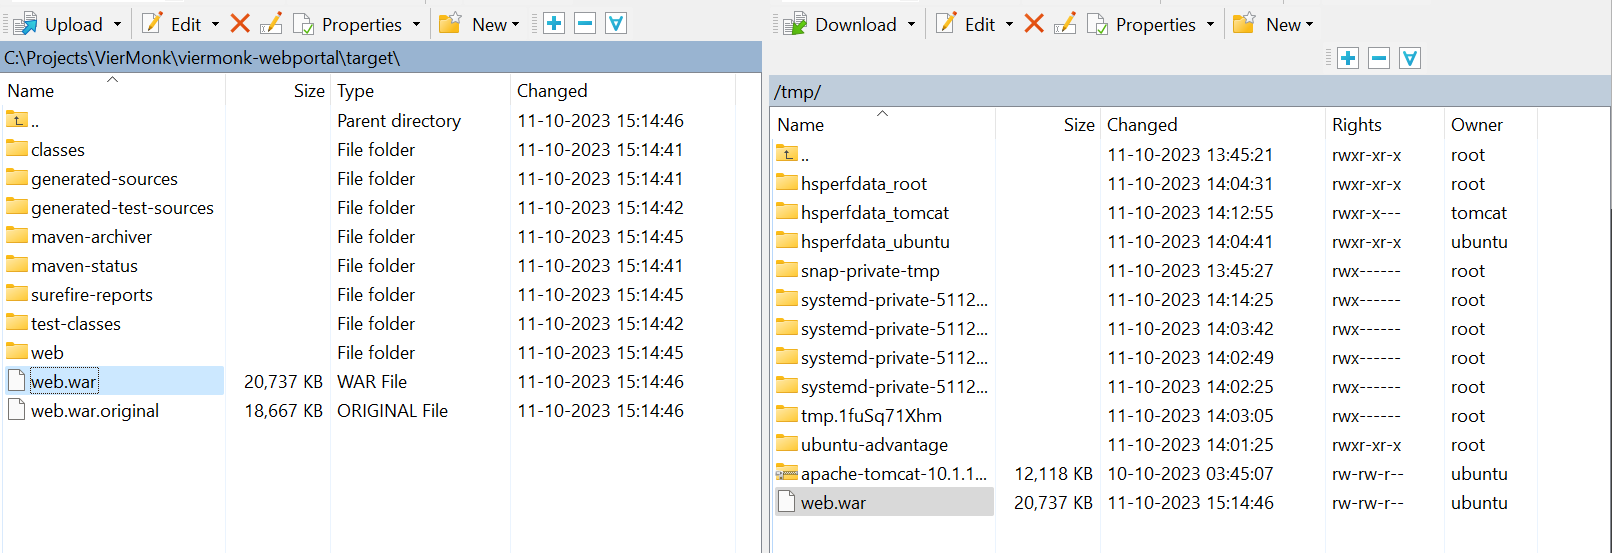 Upload Edit Properties New
C:\Projects\VierMonk\viermonk-webportal\target\
Name Size Type Changed
.. Parent directory 11-10-2023 15:14:46
classes File folder 11-10-2023 15:14:41
generated-sources File folder 11-10-2023 15:14:41
generated-test-sources File folder 11-10-2023 15:14:42
maven-archiver File folder 11-10-2023 15:14:45
maven-status File folder 11-10-2023 15:14:41
surefire-reports File folder 11-10-2023 15:14:45
test-classes File folder 11-10-2023 15:14:42
web File folder 11-10-2023 15:14:45
web.war 20,737 KB WAR File 11-10-2023 15:14:46
web.war.original 18,667 KB ORIGINAL File 11-10-2023 15:14:46
Download Edit Properties New
/tmp/
Name Size Changed Rights Owner
.. 11-10-2023 13:45:21 rwxr-xr-x root
hsperfdata_root 11-10-2023 14:04:31 rwxr-xr-x root
hsperfdata_tomcat 11-10-2023 14:12:55 rwxr-x--- tomcat
hsperfdata_ubuntu 11-10-2023 14:04:41 rwxr-xr-x ubuntu
snap-private-tmp 11-10-2023 13:45:27 rwx------ root
systemd-private-5112... 11-10-2023 14:14:25 rwx------ root
systemd-private-5112... 11-10-2023 14:03:42 rwx------ root
systemd-private-5112... 11-10-2023 14:02:49 rwx------ root
systemd-private-5112... 11-10-2023 14:02:25 rwx------ root
tmp.1fuSq71Xhm 11-10-2023 14:03:05 rwx------ root
ubuntu-advantage 11-10-2023 14:01:25 rwxr-xr-x root
apache-tomcat-10.1.1... 12,118 KB 10-10-2023 03:45:07 rw-rw-r-- ubuntu
web.war 20,737 KB 11-10-2023 15:14:46 rw-rw-r-- ubuntu